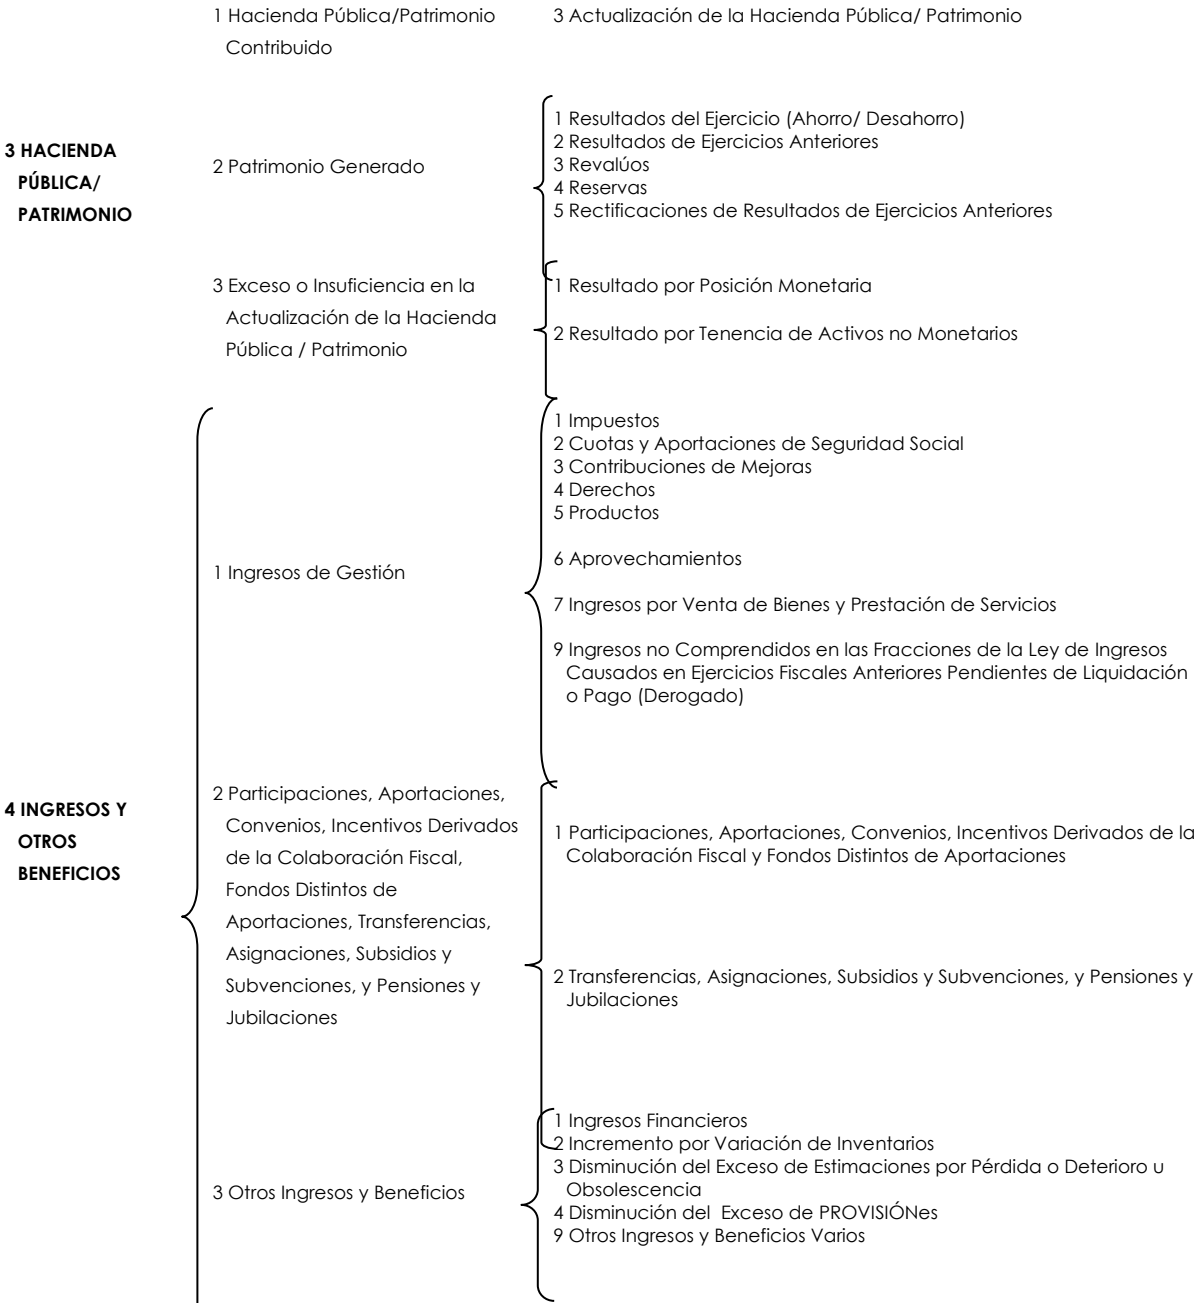 1 Hacienda Pública/Patrimonio
Contribuido
3 Actualización de la Hacienda Pública/ Patrimonio
3 HACIENDA
PÚBLICA/
PATRIMONIO
2 Patrimonio Generado
1 Resultados del Ejercicio (Ahorro/ Desahorro)
2 Resultados de Ejercicios Anteriores
3 Revalúos
4 Reservas
5 Rectificaciones de Resultados de Ejercicios Anteriores
3 Exceso o Insuficiencia en la
Actualización de la Hacienda
Pública / Patrimonio
1 Resultado por Posición Monetaria
2 Resultado por Tenencia de Activos no Monetarios
4 INGRESOS Y
OTROS
BENEFICIOS
1 Ingresos de Gestión
1 Impuestos
2 Cuotas y Aportaciones de Seguridad Social
3 Contribuciones de Mejoras
4 Derechos
5 Productos
6 Aprovechamientos
7 Ingresos por Venta de Bienes y Prestación de Servicios
9 Ingresos no Comprendidos en las Fracciones de la Ley de Ingresos
Causados en Ejercicios Fiscales Anteriores Pendientes de Liquidación
o Pago (Derogado)
2 Participaciones, Aportaciones,
Convenios, Incentivos Derivados
de la Colaboración Fiscal,
Fondos Distintos de
Aportaciones, Transferencias,
Asignaciones, Subsidios y
Subvenciones, y Pensiones y
Jubilaciones
1 Participaciones, Aportaciones, Convenios, Incentivos Derivados de la
Colaboración Fiscal y Fondos Distintos de Aportaciones
2 Transferencias, Asignaciones, Subsidios y Subvenciones, y Pensiones y
Jubilaciones
3 Otros Ingresos y Beneficios
1 Ingresos Financieros
2 Incremento por Variación de Inventarios
3 Disminución del Exceso de Estimaciones por Pérdida o Deterioro u
Obsolescencia
4 Disminución del  Exceso de PROVISIÓNes
9 Otros Ingresos y Beneficios Varios